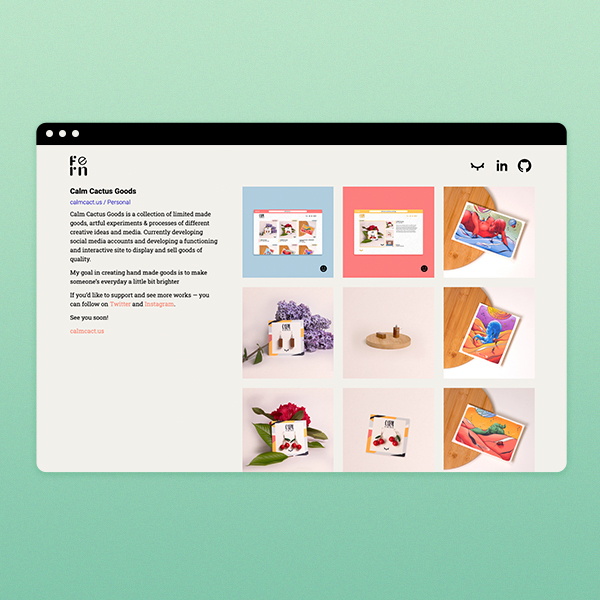 fe
rn
in
Calm Cactus Goods
calmcact.us / Personal
Calm Cactus Goods is a collection of limited made
goods, artful experiments & processes of different
creative ideas and media. Currently developing
social media accounts and developing a functioning
and interactive site to display and sell goods of
quality.
My goal in creating hand made goods is to make
someone's everyday a little bit brighter
If you'd like to support and see more works — you
can follow on Twitter and Instagram.
See you soon!
calmcact.us